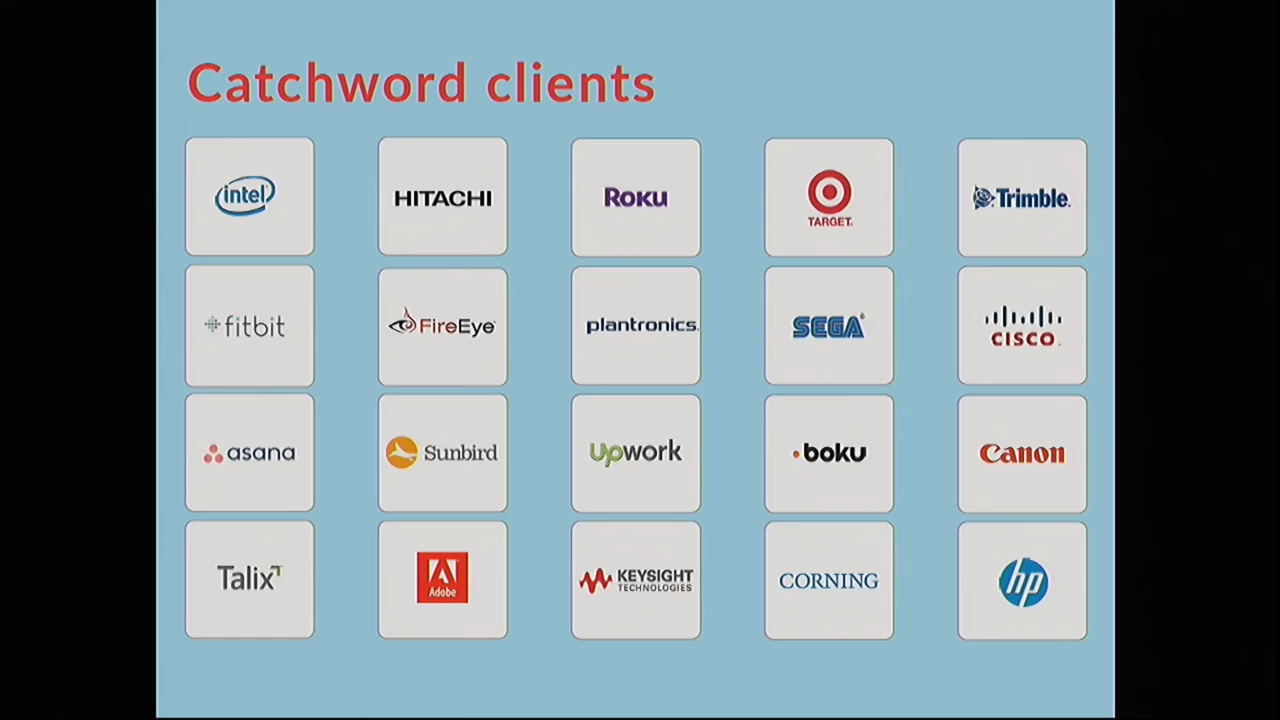 Catchword clients
intel
HITACHI
ROKU
TARGET.
Trimble.
fitbit
FireEye
plantronics.
SEGA
CISCO.
asana
Sunbird
Upwork
boku
Canon
Talix
Adobe
KEYSIGHT
TECHNOLOGIES
CORNING
hp